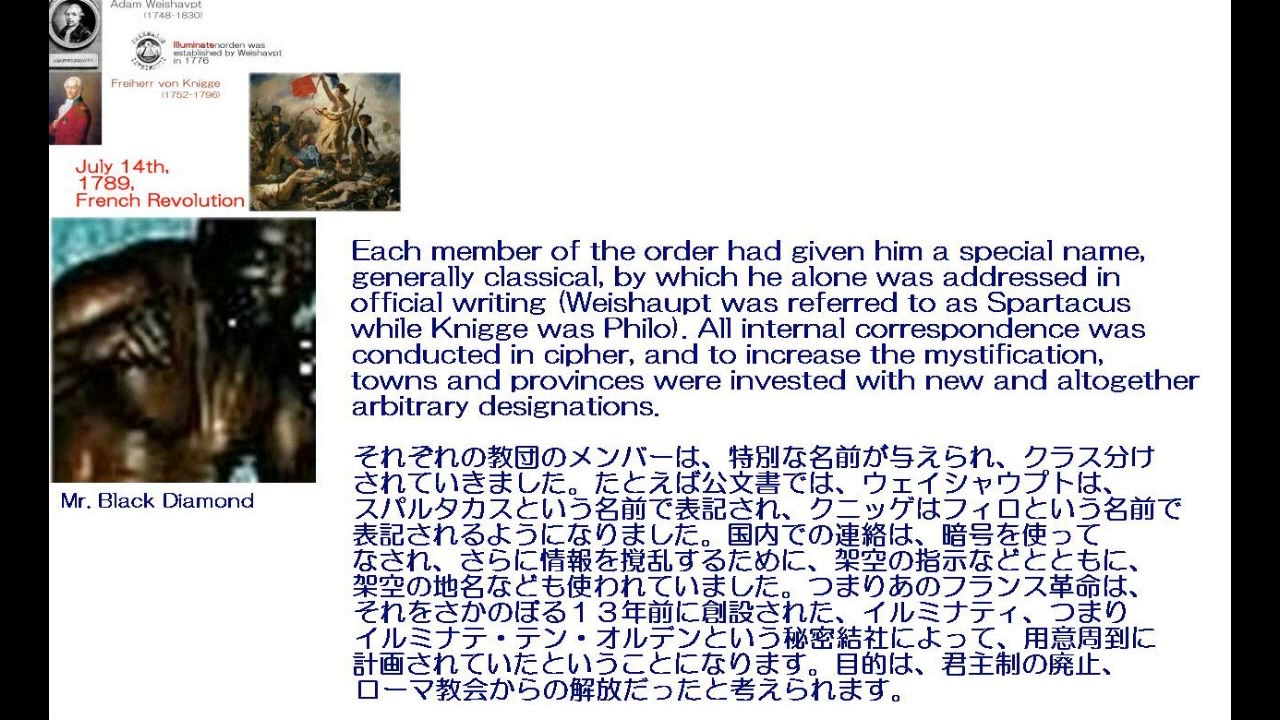 Adam Weishavpt
(1748-1830)
Illuminatenorden was
established by Weishavpt
in 1776
Freiherr von Knigge
(1752-1796)
July 14th,
1789,
French Revolution
Mr. Black Diamond
Each member of the order had given him a special name,
generally classical, by which he alone was addressed in
official writing (Weishaupt was referred to as Spartacus
while Knigge was Philo). All internal correspondence was
conducted in cipher, and to increase the mystification,
towns and provinces were invested with new and altogether
arbitrary designations.
それぞれの教団のメンバーは、特別な名前が与えられ、クラス分け
されていきました。たとえば公文書では、ウェイシャウプトは、
スパルタカスという名前で表記され、クニッゲはフィロという名前で
表記されるようになりました。国内での連絡は、暗号を使って
なされ、さらに情報を撹乱するために、架空の指示などとともに、
架空の地名なども使われていました。つまりあのフランス革命は、
それをさかのぼる１３年前に創設された、イルミナティ、つまり
イルミナテ・テン・オルデンという秘密結社によって、用意周到に
計画されていたということになります。目的は、君主制の廃止、
ローマ教会からの解放だったと考えられます。